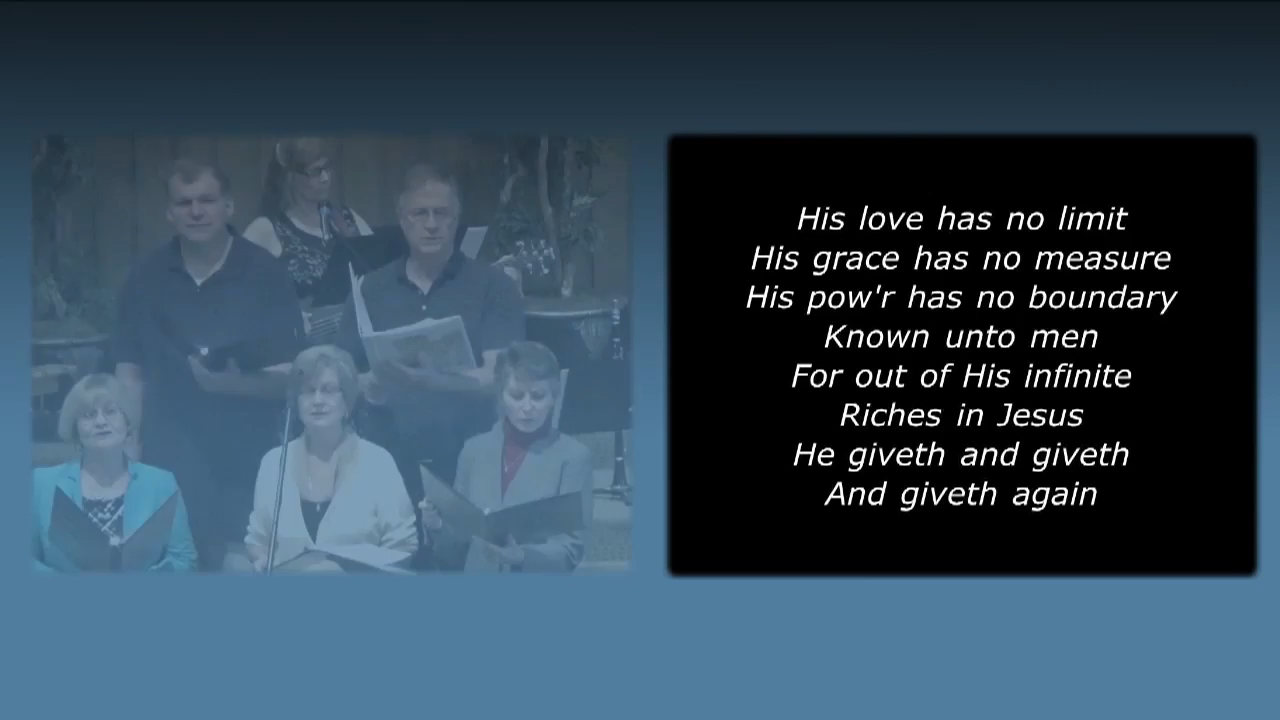 His love has no limit
His grace has no measure
His pow'r has no boundary
Known unto men
For out of His infinite
Riches in Jesus
He giveth and giveth
And giveth again